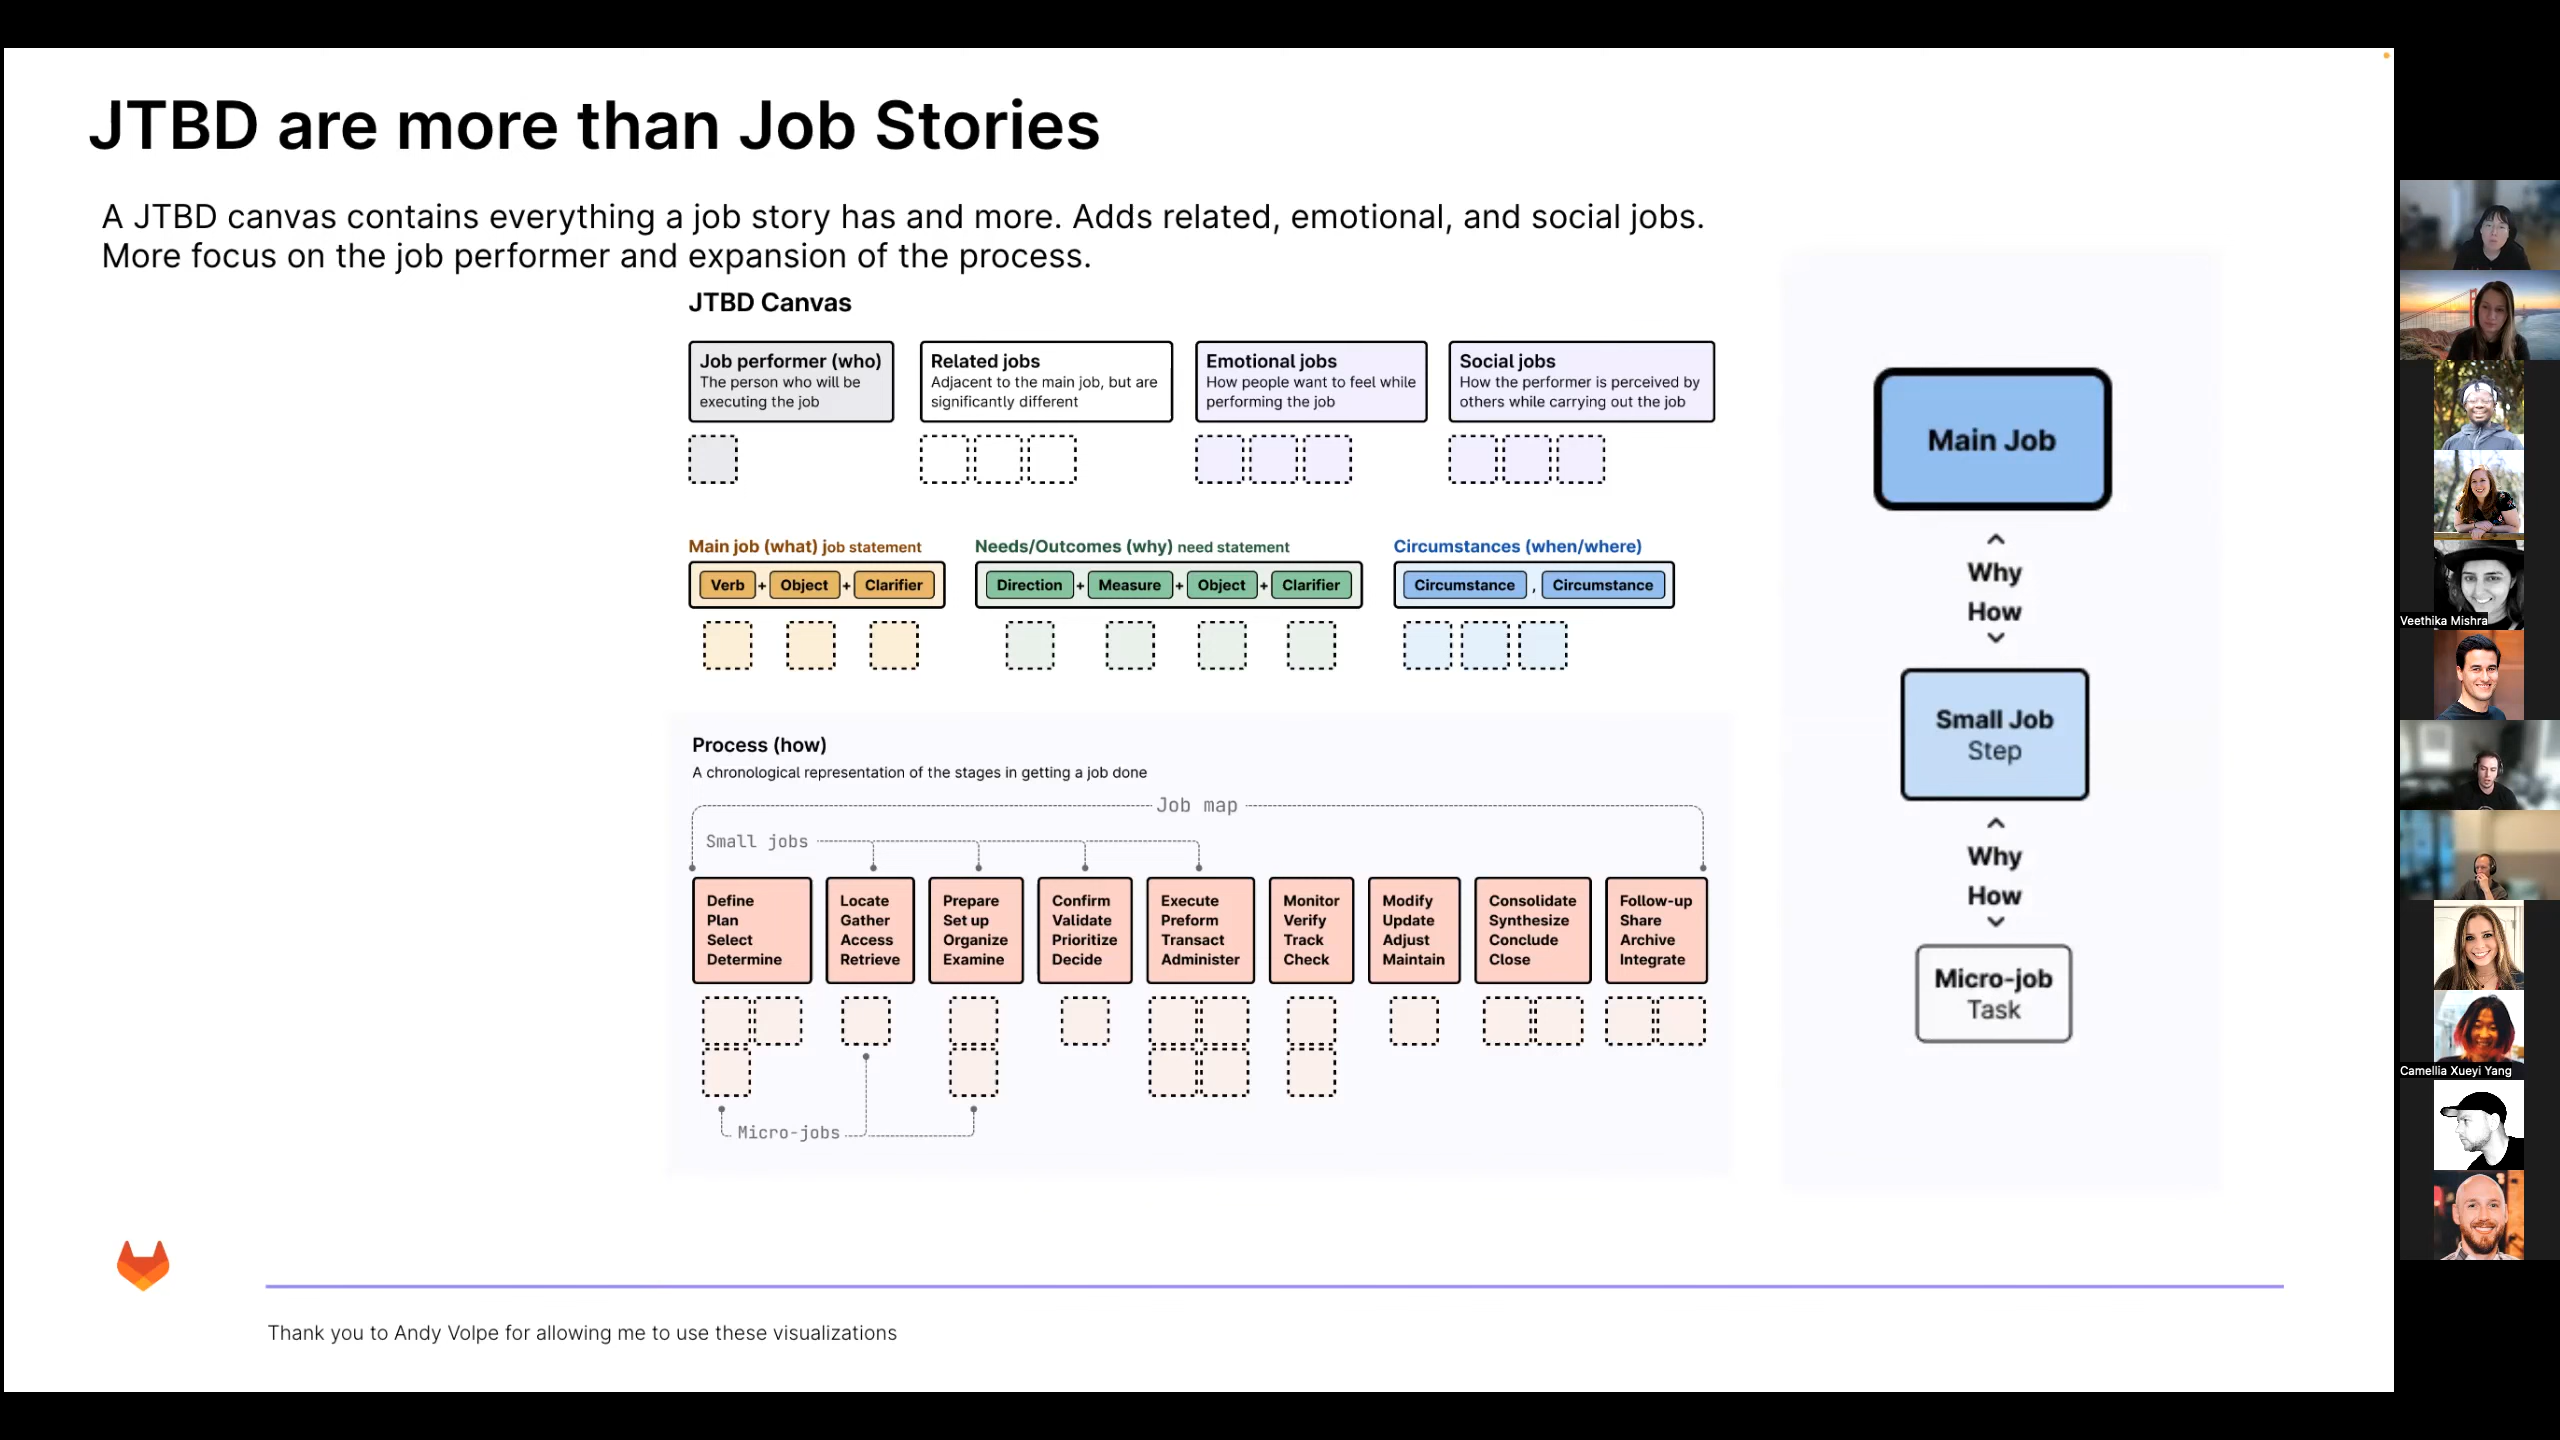 JTBD are more than Job Stories
A JTBD canvas contains everything a job story has and more. Adds related, emotional, and social jobs.
More focus on the job performer and expansion of the process.
JTBD Canvas
Job performer (who)
The person who will be
executing the job
Related jobs
Adjacent to the main job, but are
significantly different
Emotional jobs
How people want to feel while
performing the job
Social jobs
How the performer is perceived by
others while carrying out the job
Main job (what) job statement
Verb + Object + Clarifier
Needs/Outcomes (why) need statement
Direction + Measure + Object + Clarifier
Circumstances (when/where)
Circumstance , Circumstance
Process (how)
A chronological representation of the stages in getting a job done
Job map
Small jobs
Define
Plan
Select
Determine
Locate
Gather
Access
Retrieve
Prepare
Set up
Organize
Examine
Confirm
Validate
Prioritize
Decide
Execute
Preform
Transact
Administer
Monitor
Verify
Track
Check
Modify
Update
Adjust
Maintain
Consolidate
Synthesize
Conclude
Close
Follow-up
Share
Archive
Integrate
Micro-jobs
Main Job
Why
How
Small Job
Step
Why
How
Micro-job
Task
Thank you to Andy Volpe for allowing me to use these visualizations
Veethika Mishra
Camellia Xueyi Yang